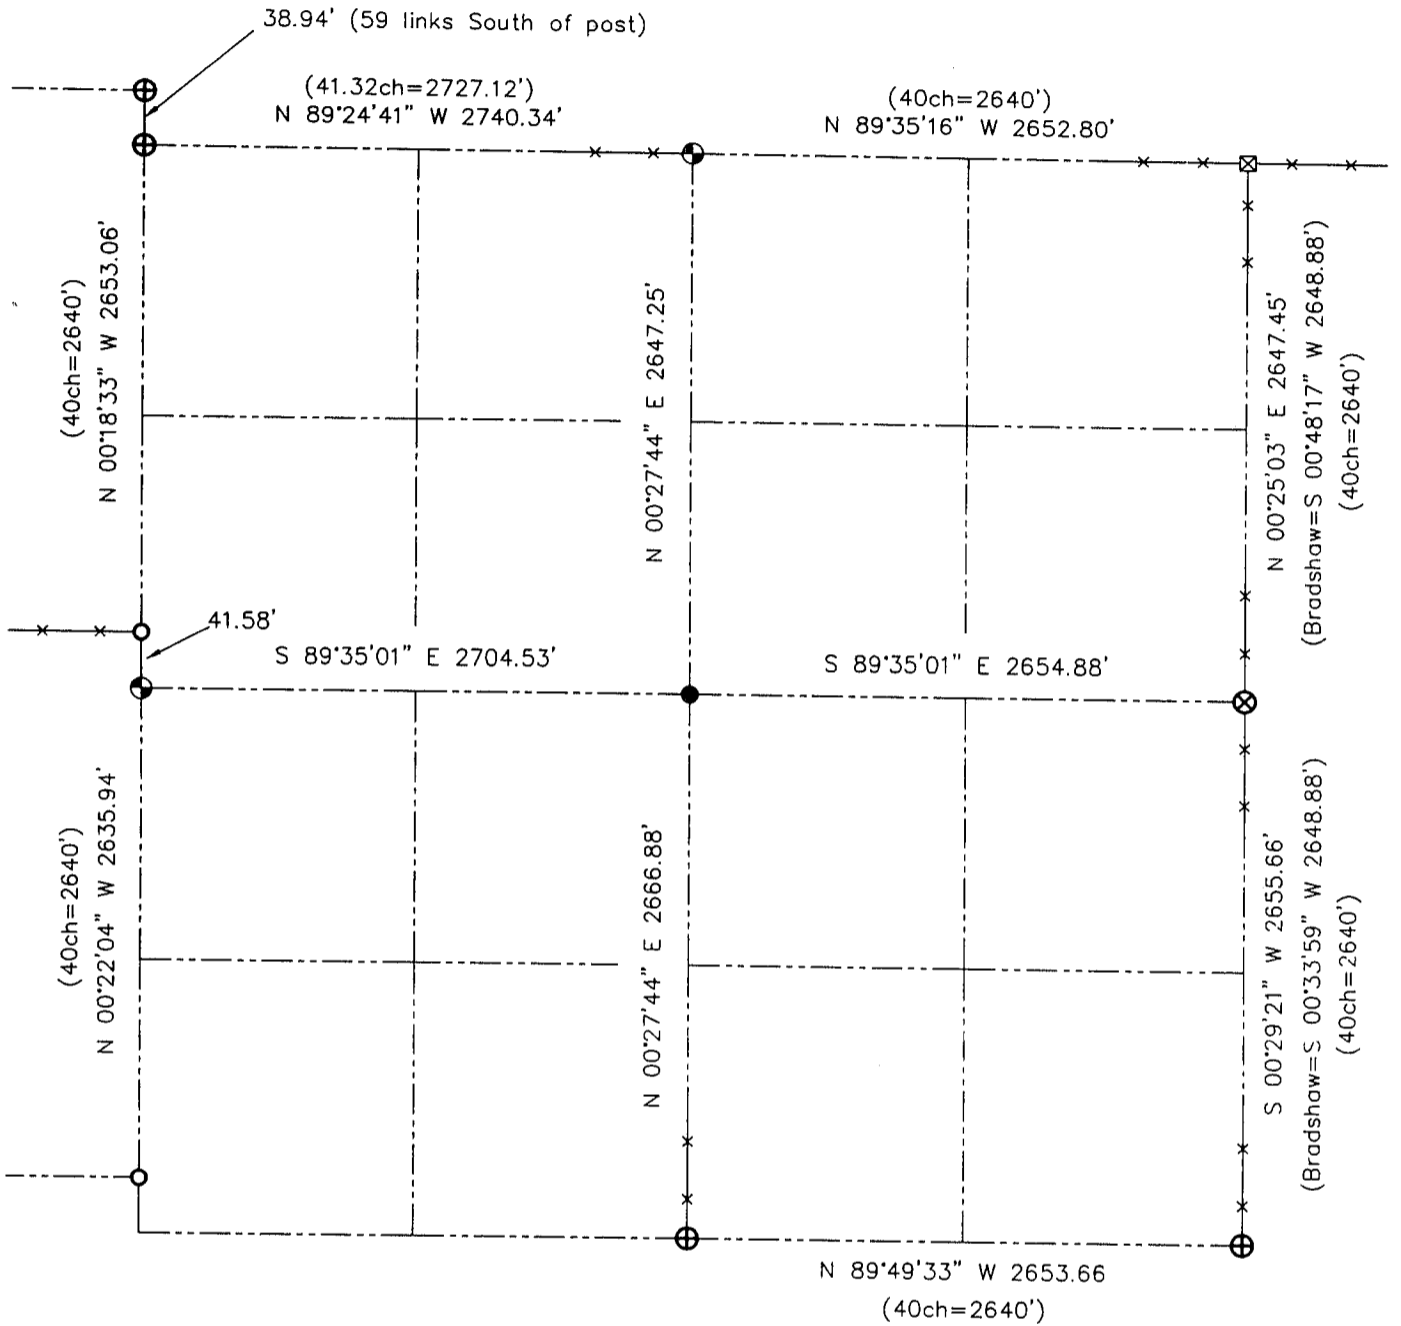 38.94' (59 links South of post)
(41.32ch=2727.12')
N 89°24'41" W 2740.34'
(40ch=2640')
N 89°35'16" W 2652.80'
(40ch=2640')
N 00°18'33" W 2653.06'
N 00°27'44" E 2647.25'
N 00°25'03" E 2647.45'
(Bradshaw=S 00°48'17" W 2648.88')
(40ch=2640')
41.58'
S 89°35'01" E 2704.53'
S 89°35'01" E 2654.88'
(40ch=2640')
N 00°22'04" W 2635.94'
N 00°27'44" E 2666.88'
S 00°29'21" W 2655.66'
(Bradshaw=S 00°33'59" W 2648.88')
(40ch=2640')
N 89°49'33" W 2653.66
(40ch=2640')